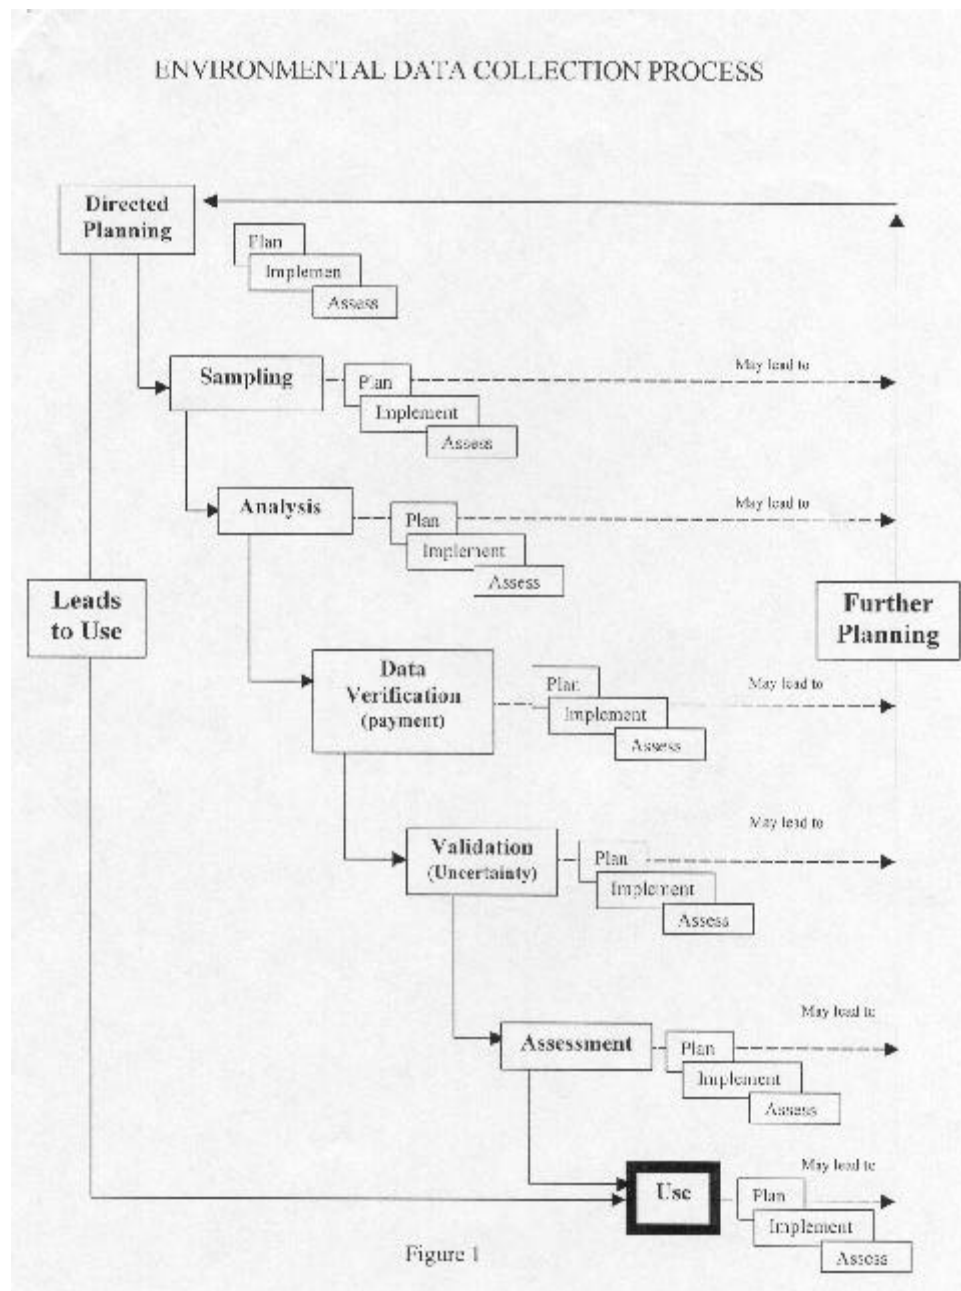 ENVIRONMENTAL DATA COLLECTION PROCESS
Directed
Planning
Plan
Implemen
Assess
Sampling
Plan
Implement
Assess
May lead to
Analysis
Plan
Implement
Assess
May lead to
Leads
to Use
Further
Planning
Data
Verification
(payment)
Plan
Implement
Assess
May lead to
Validation
(Uncertainty)
Plan
Implement
Assess
May lead to
Assessment
Plan
Implement
Assess
May lead to
Use
Plan
Implement
Assess
May lead to
Figure 1